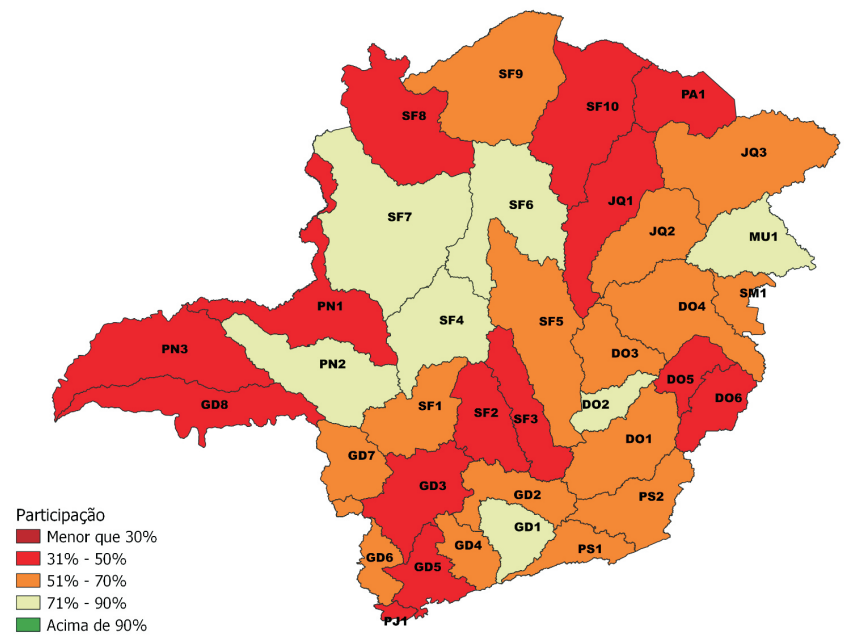 SF9
SF8
SF10
PA1
JQ3
SF7
SF6
JQ1
JQ2
MU1
PN1
SF4
SF5
DO4
SM1
PN3
PN2
DO3
GD8
SF1
SF2
SF3
DO2
DO5
DO6
GD7
GD3
DO1
GD2
PS2
GD1
GD6
GD5
GD4
PS1
PJ1
Participação
Menor que 30%
31% - 50%
51% - 70%
71% - 90%
Acima de 90%